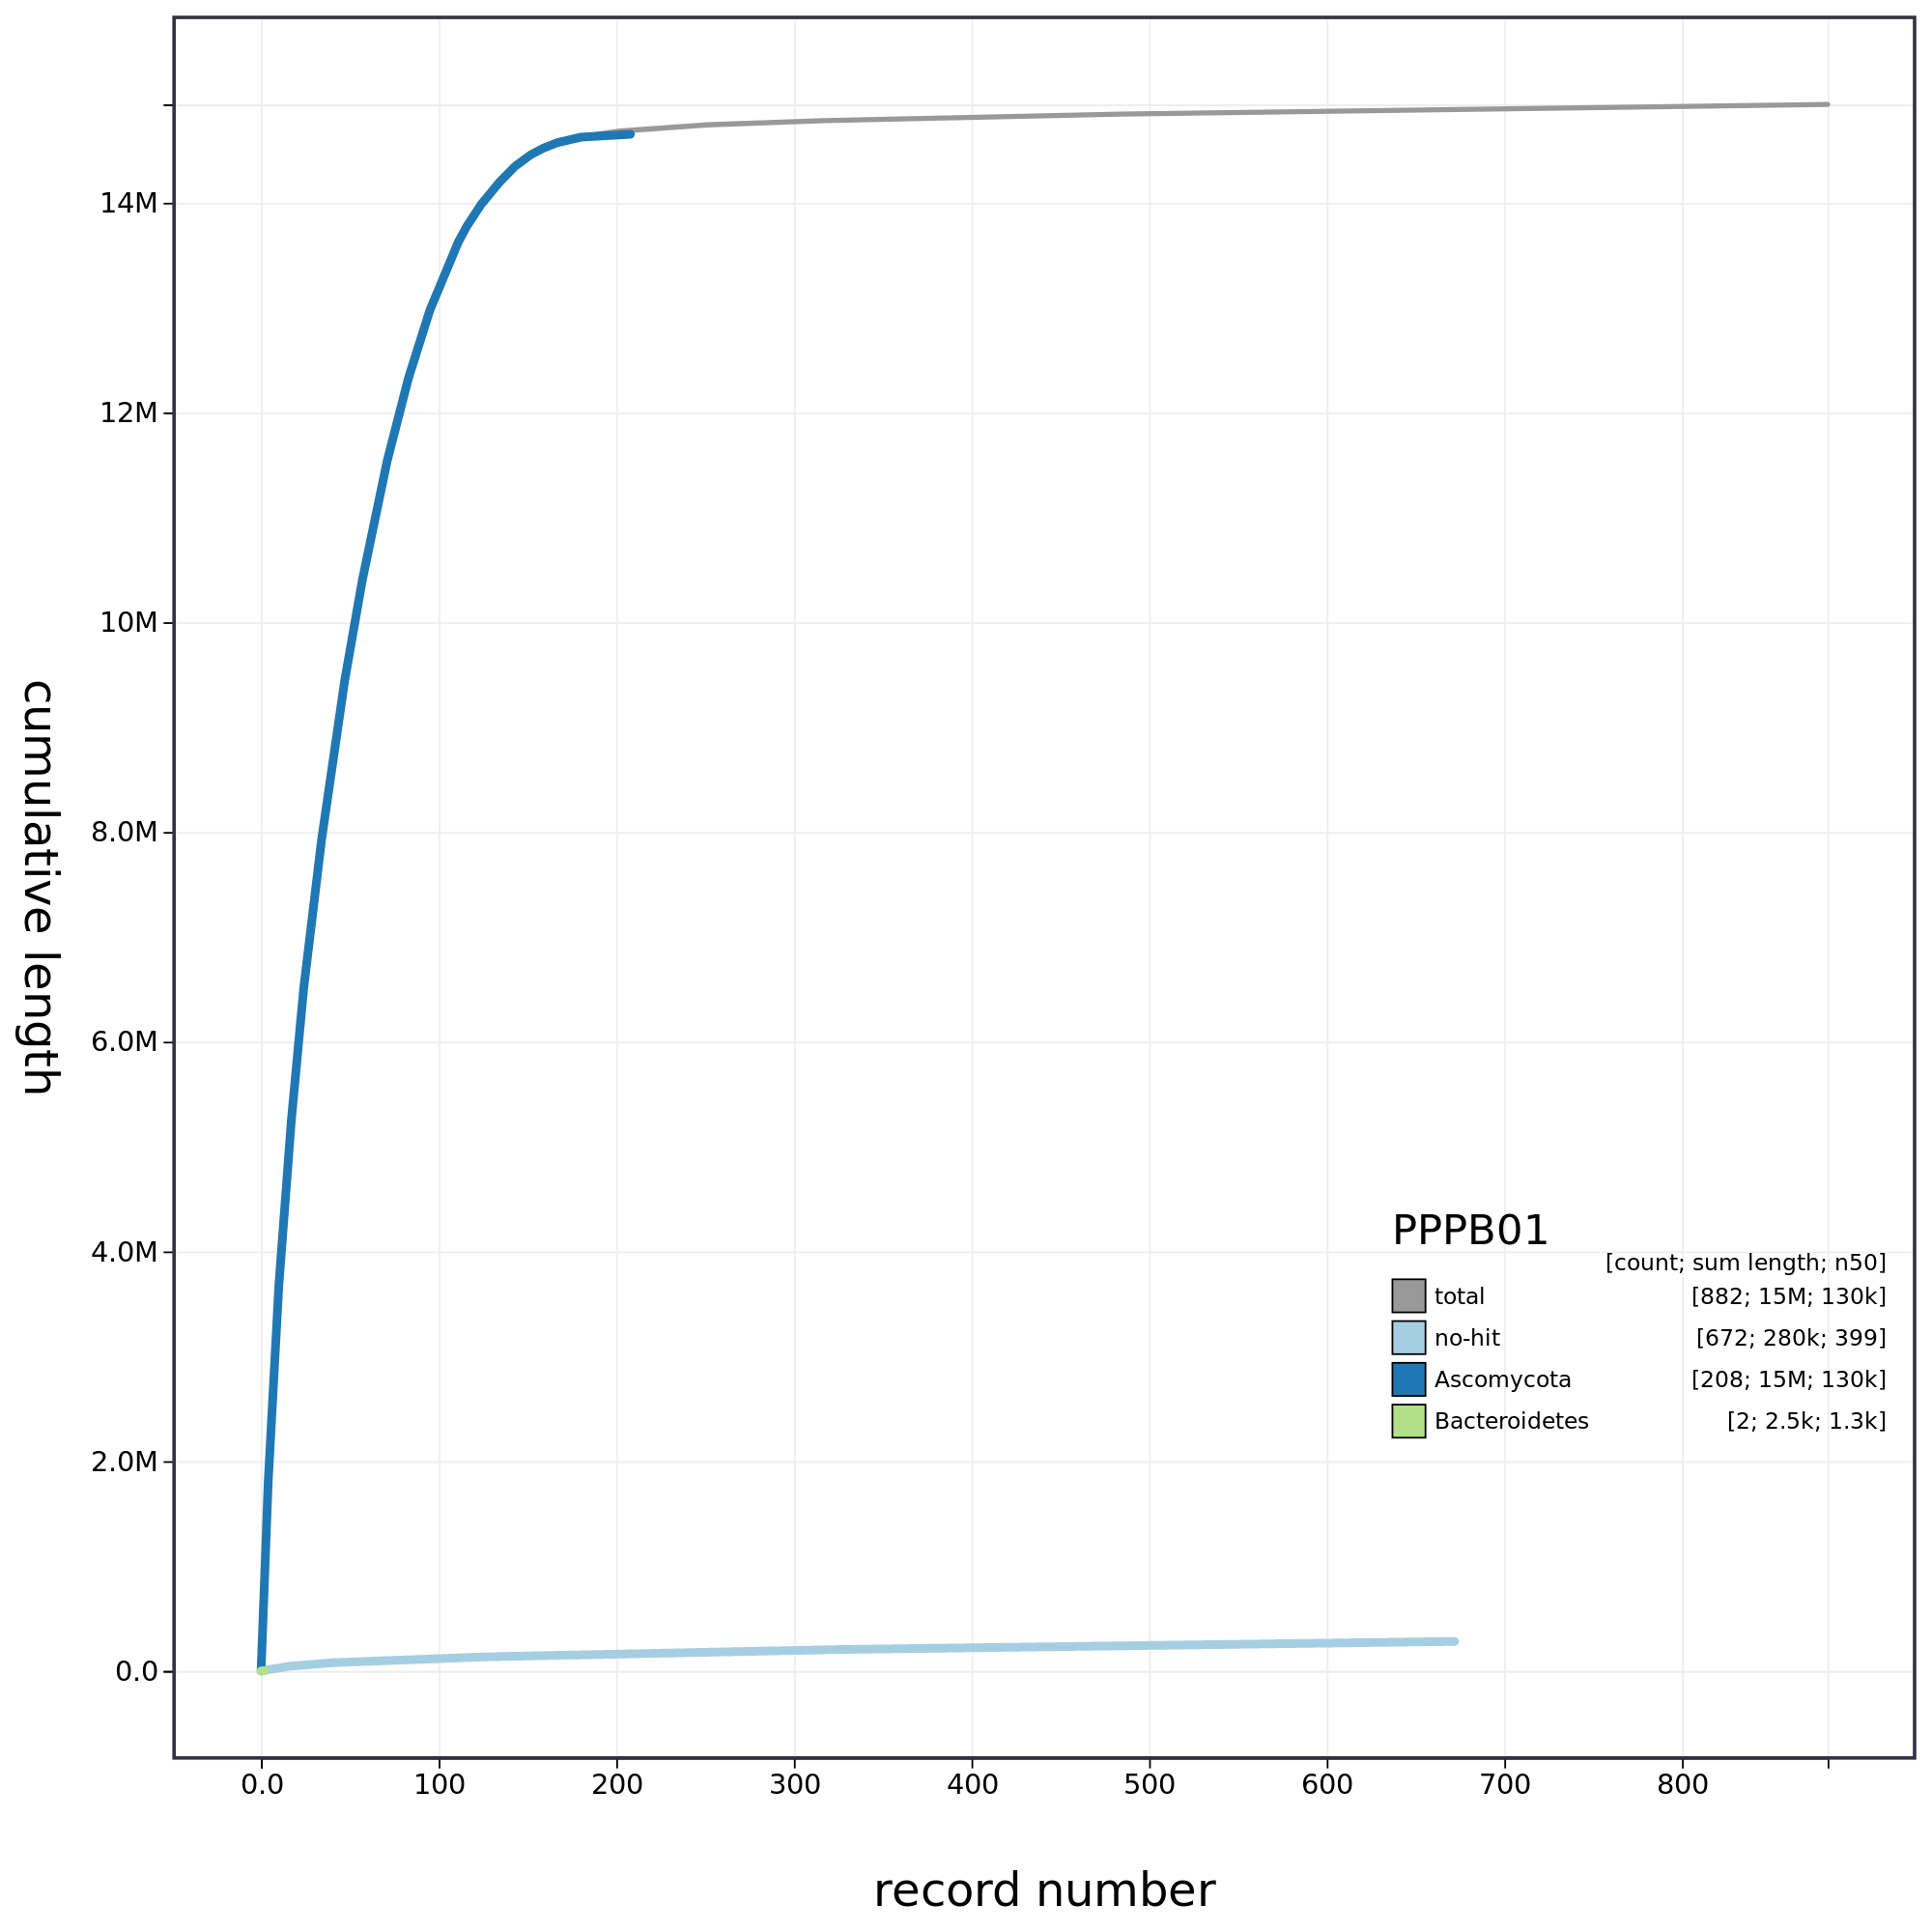 14M
12M
10M
8.0M
6.0M
4.0M
2.0M
0.0
cumulative length
PPPB01
[count; sum length; n50]
total [882; 15M; 130k]
no-hit [672; 280k; 399]
Ascomycota [208; 15M; 130k]
Bacteroidetes [2; 2.5k; 1.3k]
0.0 100 200 300 400 500 600 700 800
record number